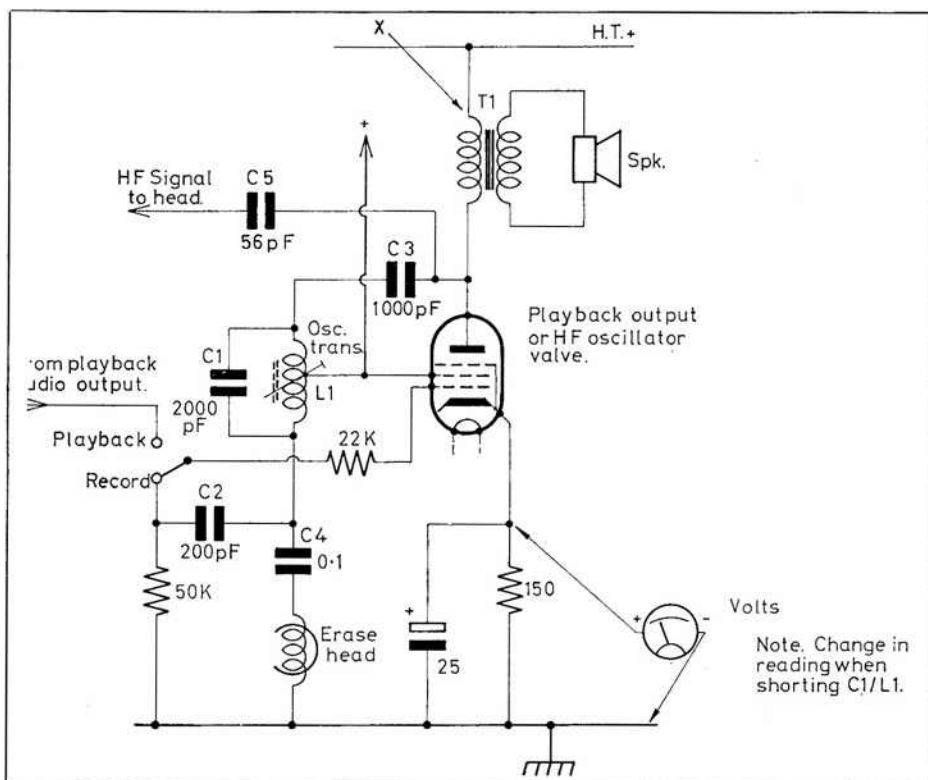 X
H.T.+
T1
+
Spk.
HF Signal
to head.
C5
56pF
C3
1000pF
Playback output
or HF oscillator
valve.
Osc.
trans.
C1
L1
2000
pF
playback
output.
Playback
22K
Record
C2
200pF
C4
0·1
50K
150
+
25
Erase
head
+
-
Volts
Note. Change in
reading when
shorting C1/L1.